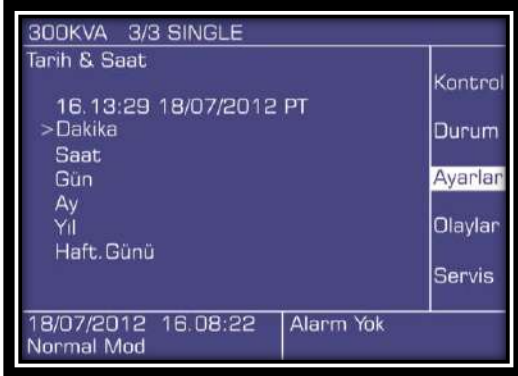 300KVA 3/3 SINGLE
Tarih & Saat
16.13:29 18/07/2012 PT
>Dakika
Saat
Gün
Ay
Yıl
Haft.Günü
Kontrol
Durum
Ayarlar
Olaylar
Servis
18/07/2012 16.08:22
Normal Mod
Alarm Yok